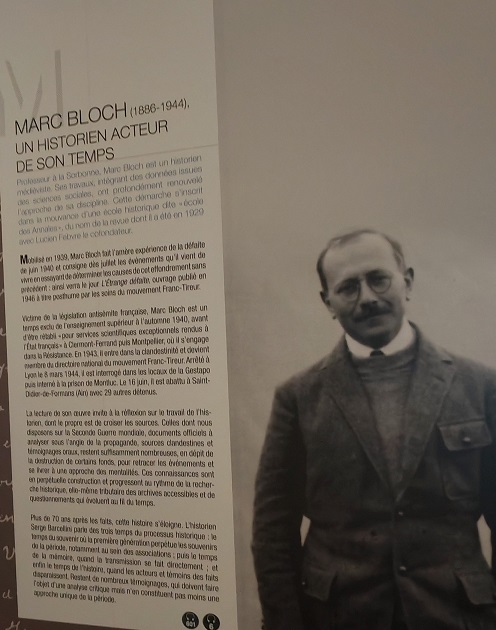 MARC BLOCH (1886-1944),
UN HISTORIEN ACTEUR
DE SON TEMPS
Professeur à la Sorbonne, Marc Bloch est un historien
médiéviste. Ses travaux, intégrant des données issues
des sciences sociales, ont profondément renouvelé
l'approche de sa discipline. Cette démarche s'inscrit
dans la mouvance d'une école historique dite « école
des Annales », du nom de la revue dont il a été en 1929
avec Lucien Febvre le cofondateur.
Mobilisé en 1939, Marc Bloch fait l'amère expérience de la défaite
de juin 1940 et consigne dès juillet les événements qu'il vient de
vivre en essayant de déterminer les causes de cet effondrement sans
précédent : ainsi verra le jour L'Étrange défaite, ouvrage publié en
1946 à titre posthume par les soins du mouvement Franc-Tireur.
Victime de la législation antisémite française, Marc Bloch est un
temps exclu de l'enseignement supérieur à l'automne 1940, avant
d'être rétabli « pour services scientifiques exceptionnels rendus à
l'État français » à Clermont-Ferrand puis Montpellier, où il s'engage
dans la Résistance. En 1943, il entre dans la clandestinité et devient
membre du directoire national du mouvement Franc-Tireur. Arrêté à
Lyon le 8 mars 1944, il est interrogé dans les locaux de la Gestapo
puis interné à la prison de Montluc. Le 16 juin, il est abattu à Saint-
Didier-de-Formans (Ain) avec 29 autres détenus.
La lecture de son œuvre invite à la réflexion sur le travail de l'his-
torien, dont le propre est de croiser les sources. Celles dont nous
disposons sur la Seconde Guerre mondiale, documents officiels à
analyser sous l'angle de la propagande, sources clandestines et
témoignages oraux, restent suffisamment nombreuses, en dépit de
la destruction de certains fonds, pour retracer les événements et
se livrer à une approche des mentalités. Ces connaissances sont
en perpétuelle construction et progressent au rythme de la recher-
che historique, elle-même tributaire des archives accessibles et de
questionnements qui évoluent au fil du temps.
Plus de 70 ans après les faits, cette histoire s'éloigne. L'historien
Serge Barcellini parle des trois temps du processus historique : le
temps du souvenir où la première génération perpétue les souvenirs
de la période, notamment au sein des associations ; puis le temps
de la mémoire, quand la transmission se fait directement ; et
enfin le temps de l'histoire, quand les acteurs et témoins des faits
disparaissent. Restent de nombreux témoignages, qui doivent faire
l'objet d'une analyse critique mais n'en constituent pas moins une
approche unique de la période.
401
6